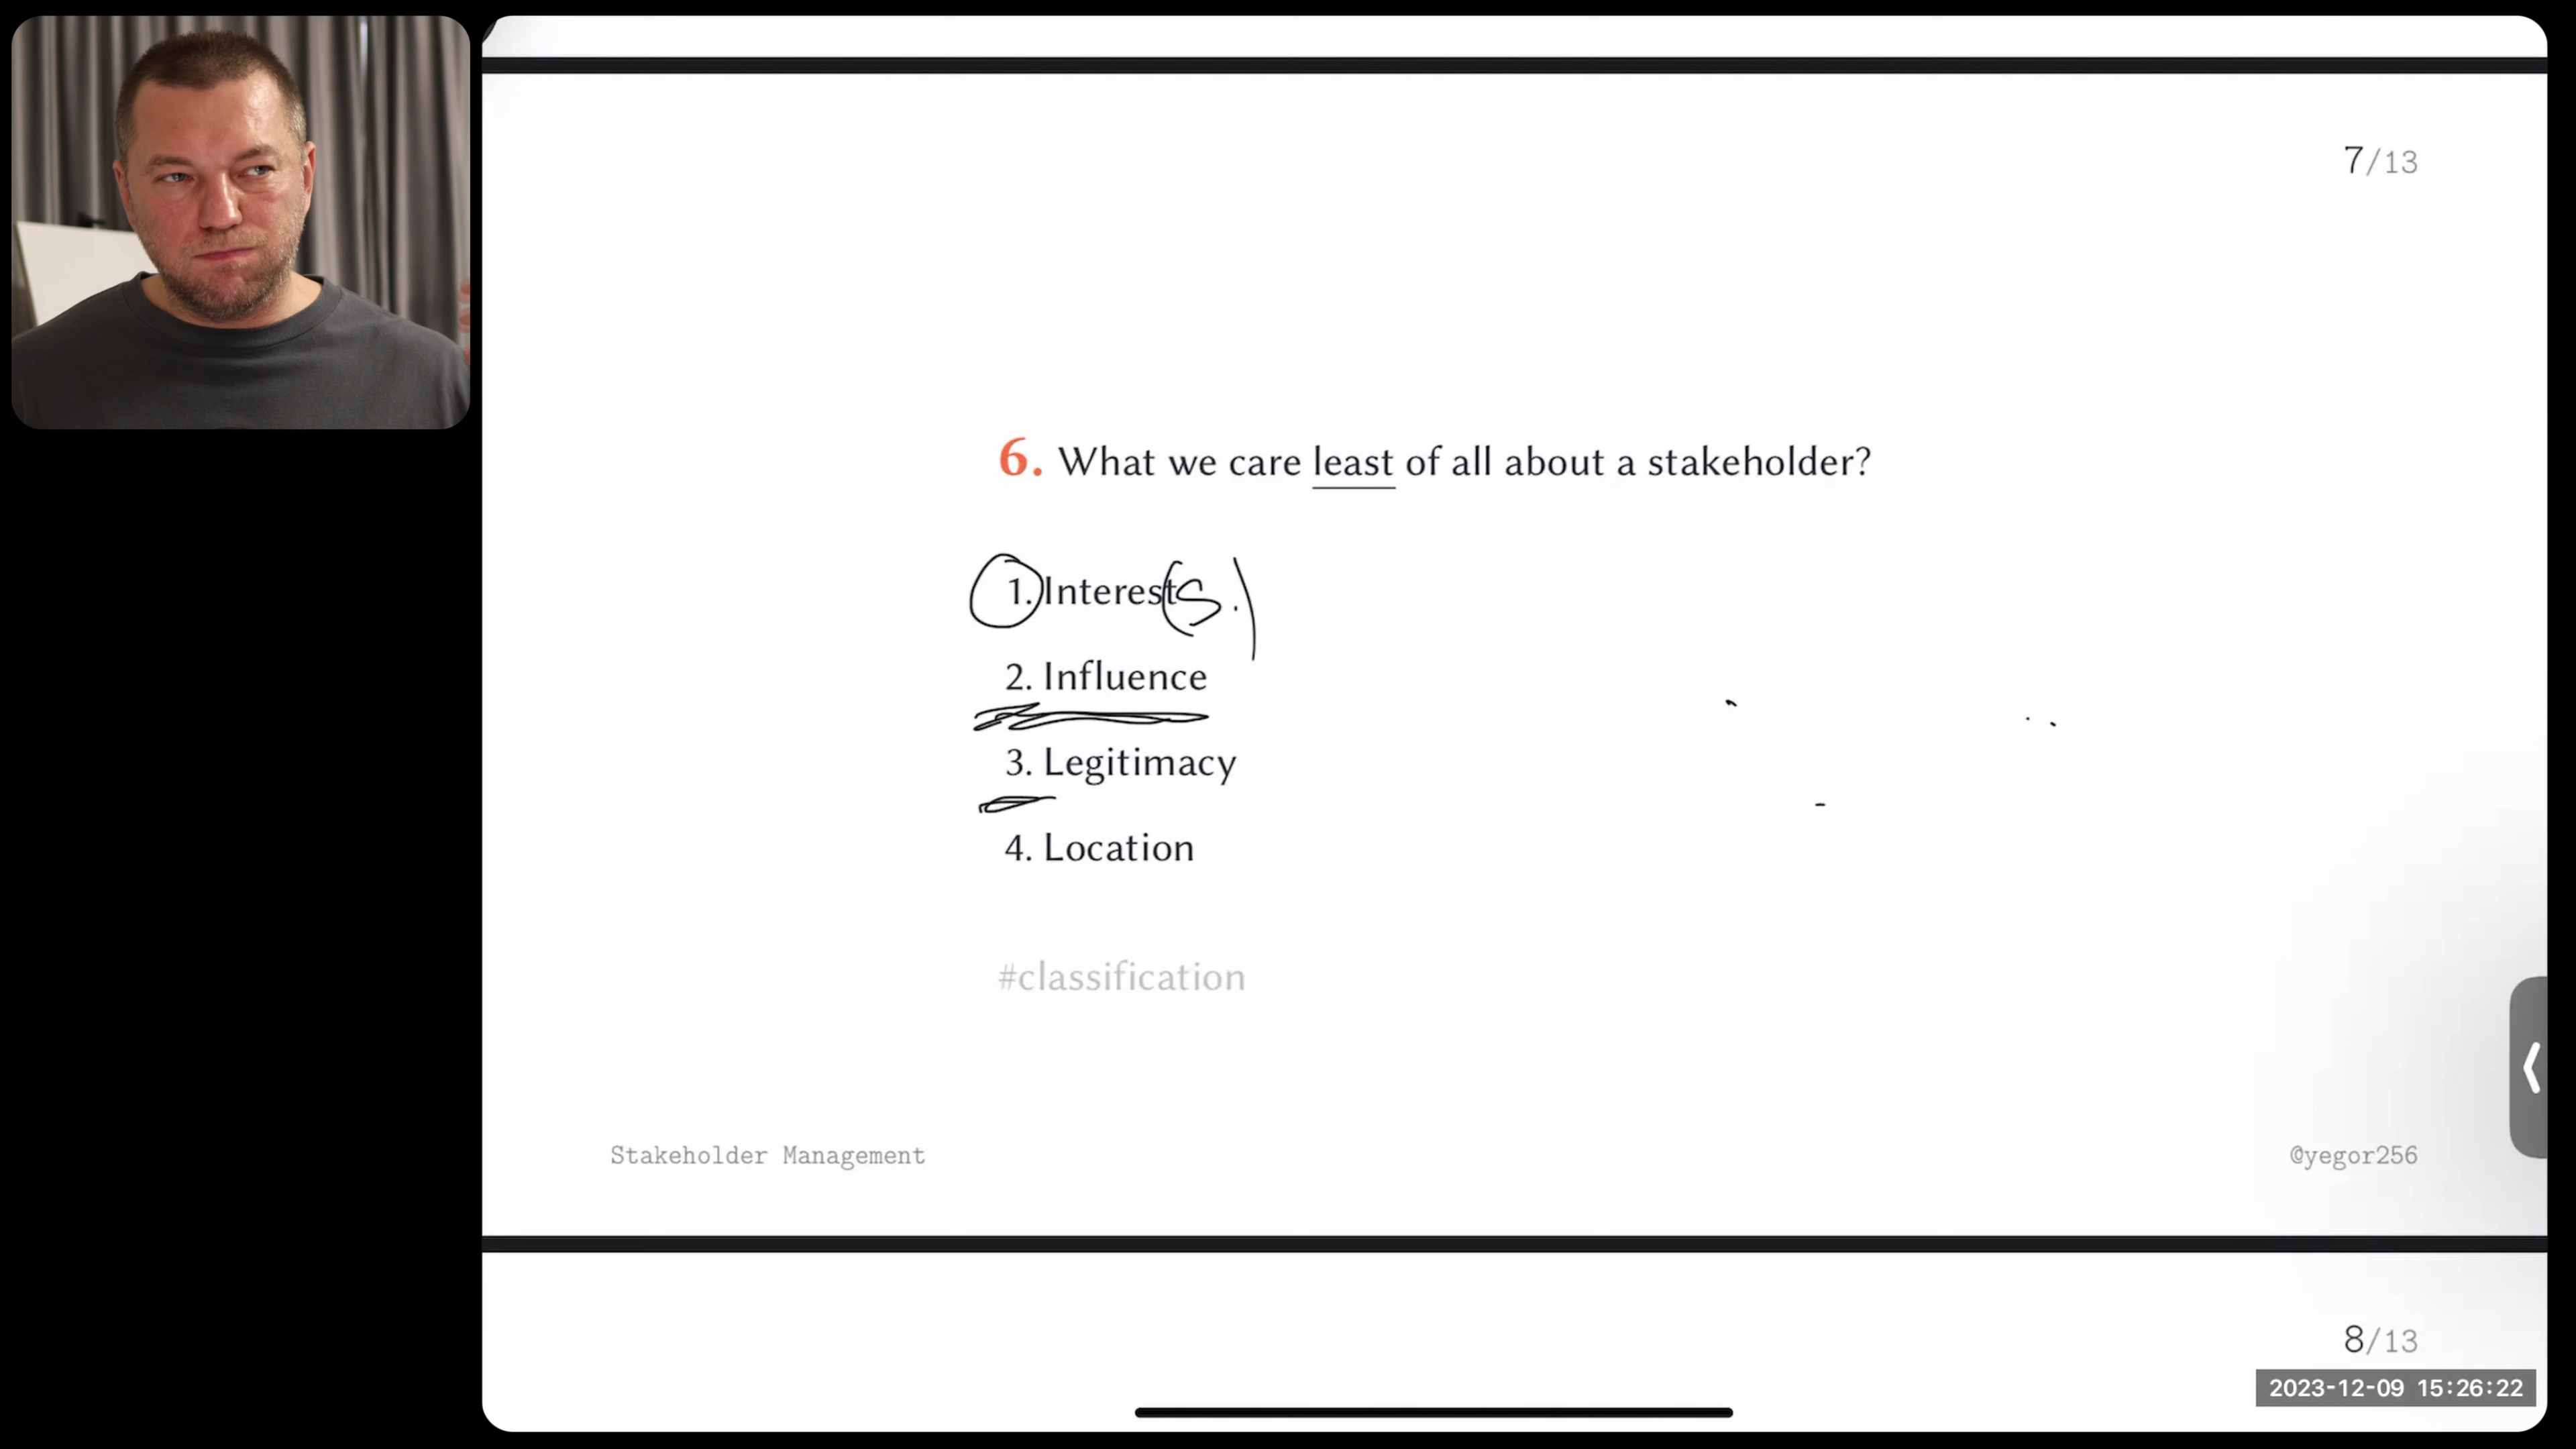 7/13
6. What we care least of all about a stakeholder?
1. Interest(s.)
2. Influence
3. Legitimacy
4. Location
#classification
Stakeholder Management
@yegor256
8/13
2023-12-09 15:26:22